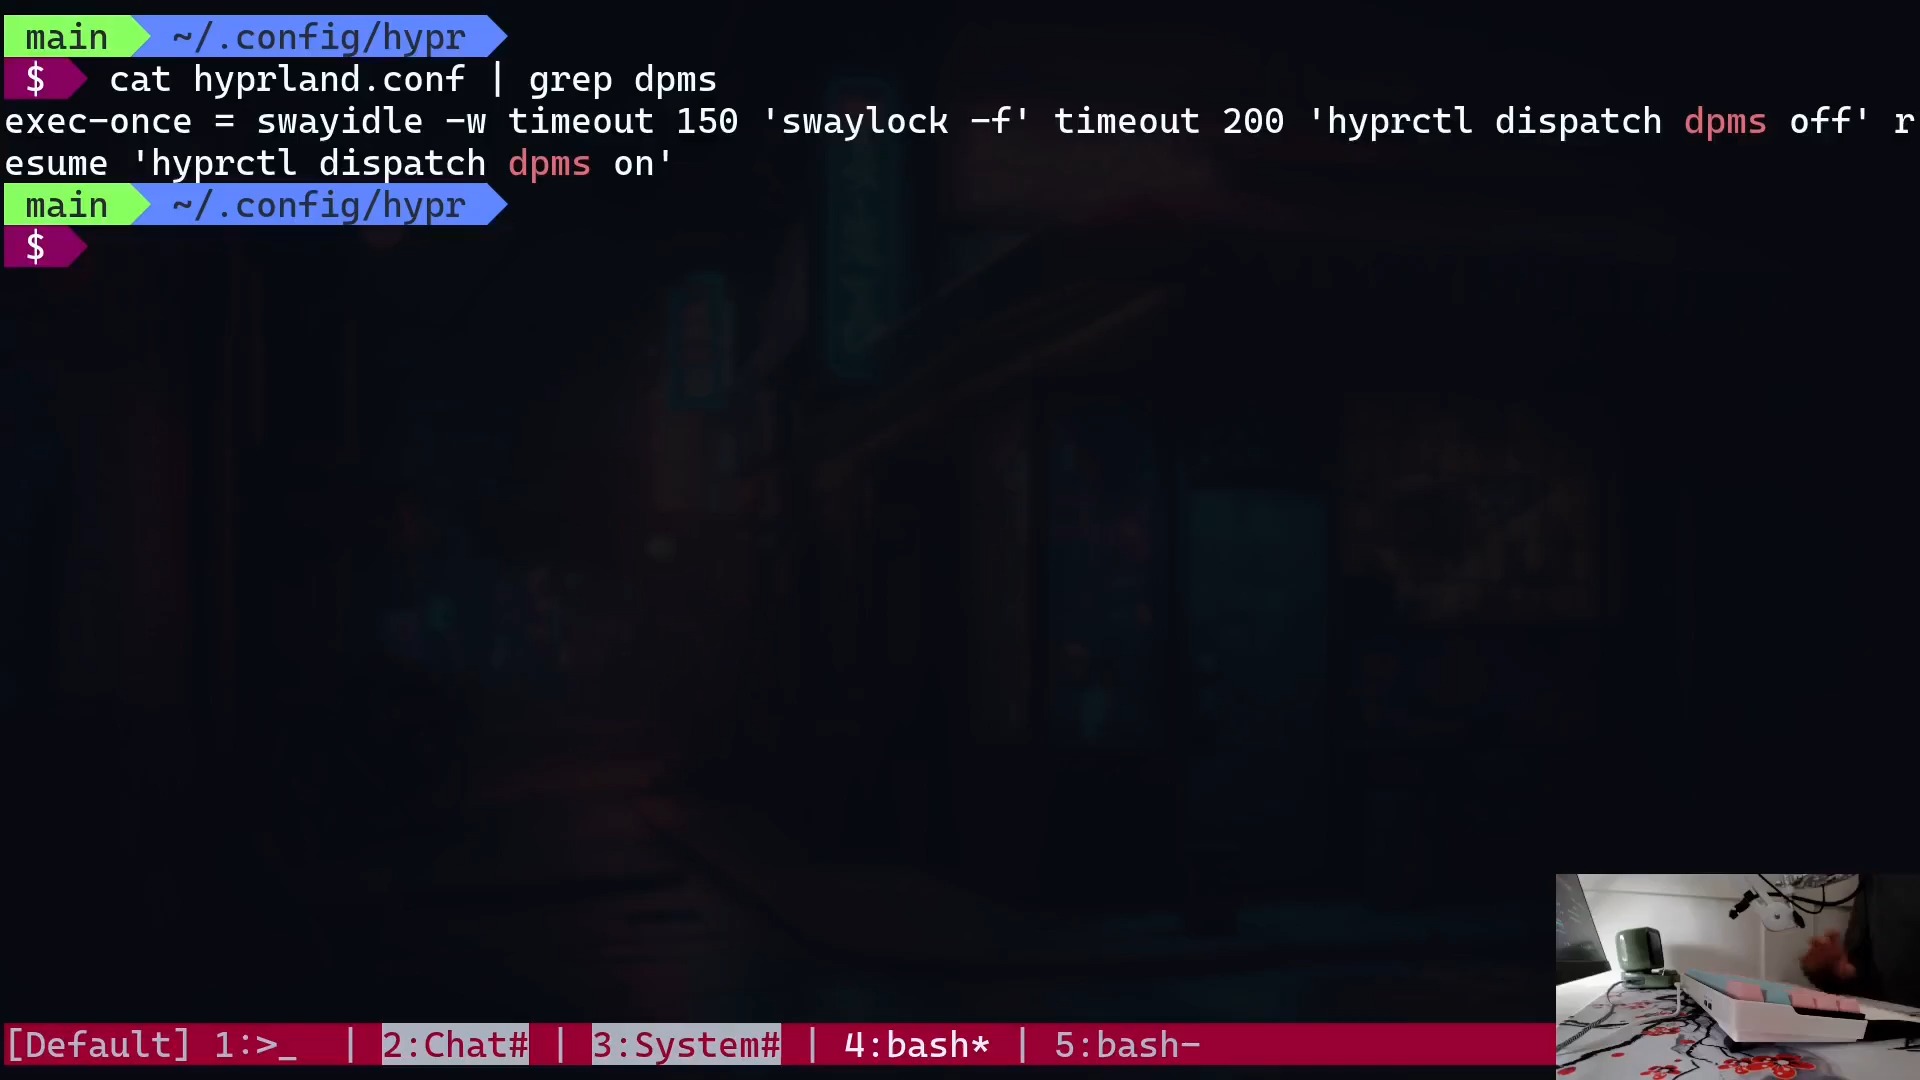 main ~/.config/hypr
$ cat hyprland.conf | grep dpms
exec-once = swayidle -w timeout 150 'swaylock -f' timeout 200 'hyprctl dispatch dpms off' r
esume 'hyprctl dispatch dpms on'
main ~/.config/hypr
$
[Default] 1:>_ | 2:Chat# | 3:System# | 4:bash* | 5:bash-